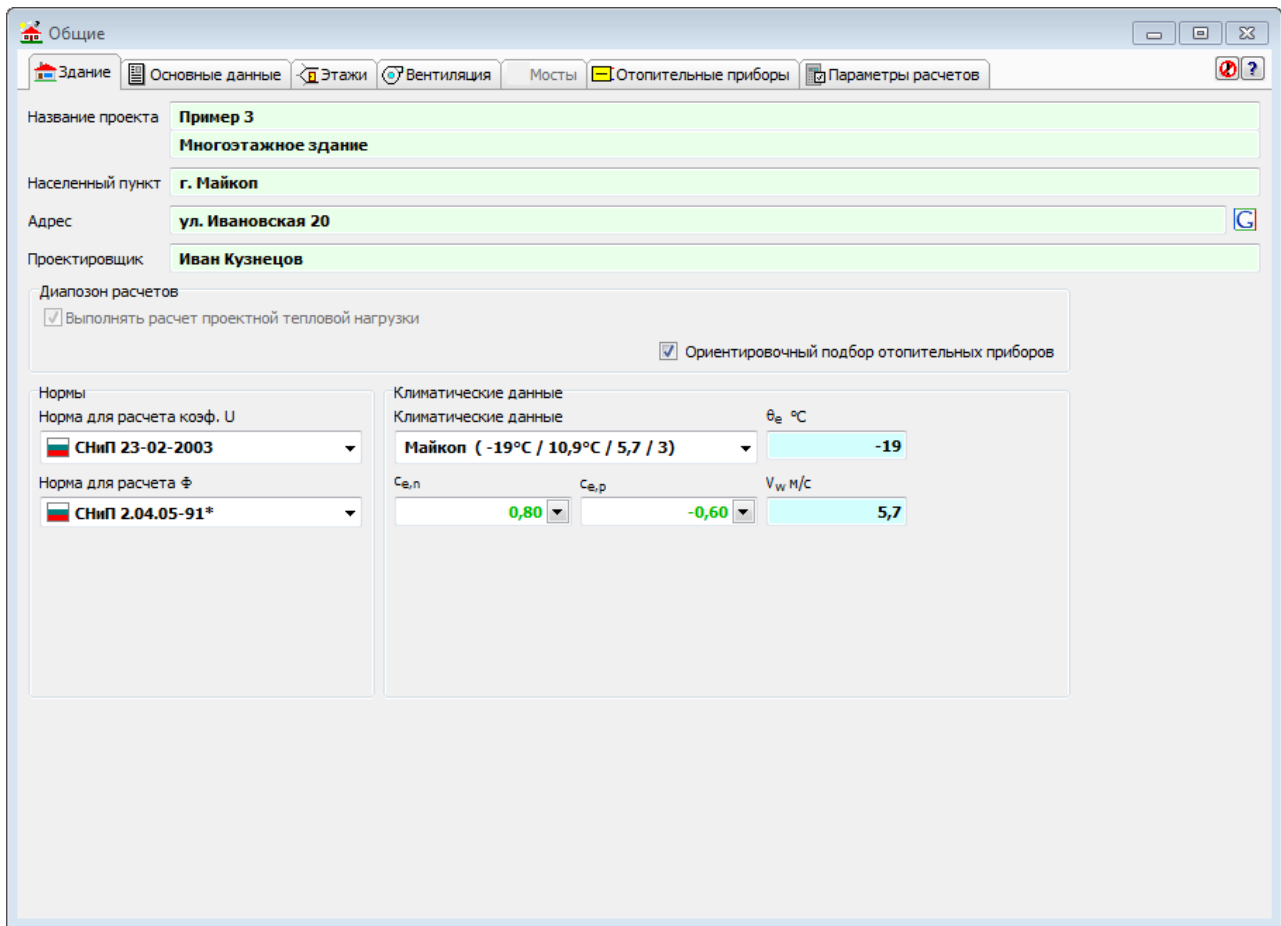 Общие
Здание Основные данные Этажи Вентиляция Мосты Отопительные приборы Параметры расчетов ?
Название проекта Пример 3
Многоэтажное здание
Населенный пункт г. Майкоп
Адрес ул. Ивановская 20 G
Проектировщик Иван Кузнецов
Диапозон расчетов
Выполнять расчет проектной тепловой нагрузки
Ориентировочный подбор отопительных приборов
Нормы Климатические данные
Норма для расчета коэф. U Климатические данные θe °C
СНиП 23-02-2003 Майкоп ( -19°C / 10,9°C / 5,7 / 3) -19
Норма для расчета Ф ce,n ce,p Vw м/с
СНиП 2.04.05-91* 0,80 -0,60 5,7